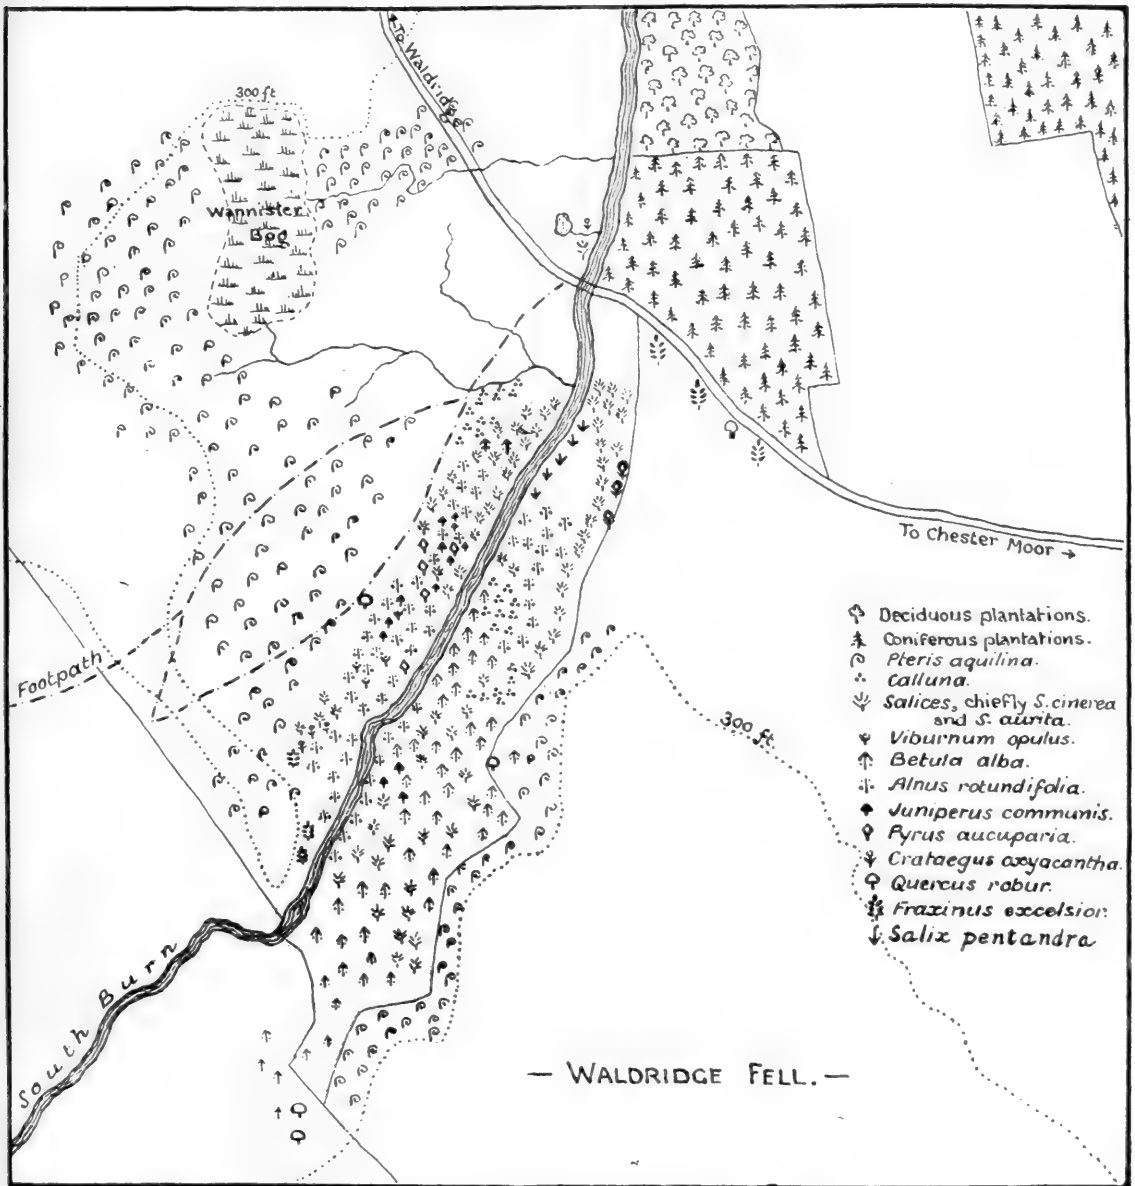 To Waldridge
300 ft
Wannister
Bog
To Chester Moor →
Footpath
Deciduous plantations.
Coniferous plantations.
Pteris aquilina.
Calluna.
Salices, chiefly S. cinerea
and S. aurita.
Viburnum opulus.
Betula alba.
Alnus rotundifolia.
Juniperus communis.
Pyrus aucuparia.
Crataegus oxyacantha.
Quercus robur.
Fraxinus excelsior.
Salix pentandra
300 ft.
South Burn
— WALDRIDGE FELL. —